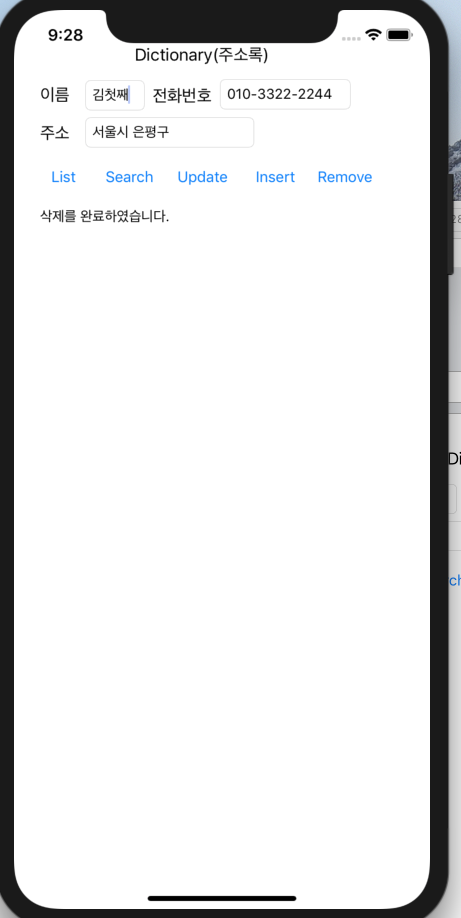 9:28
Dictionary(주소록)
이름 김첫째 전화번호 010-3322-2244
주소 서울시 은평구
List Search Update Insert Remove
삭제를 완료하였습니다.